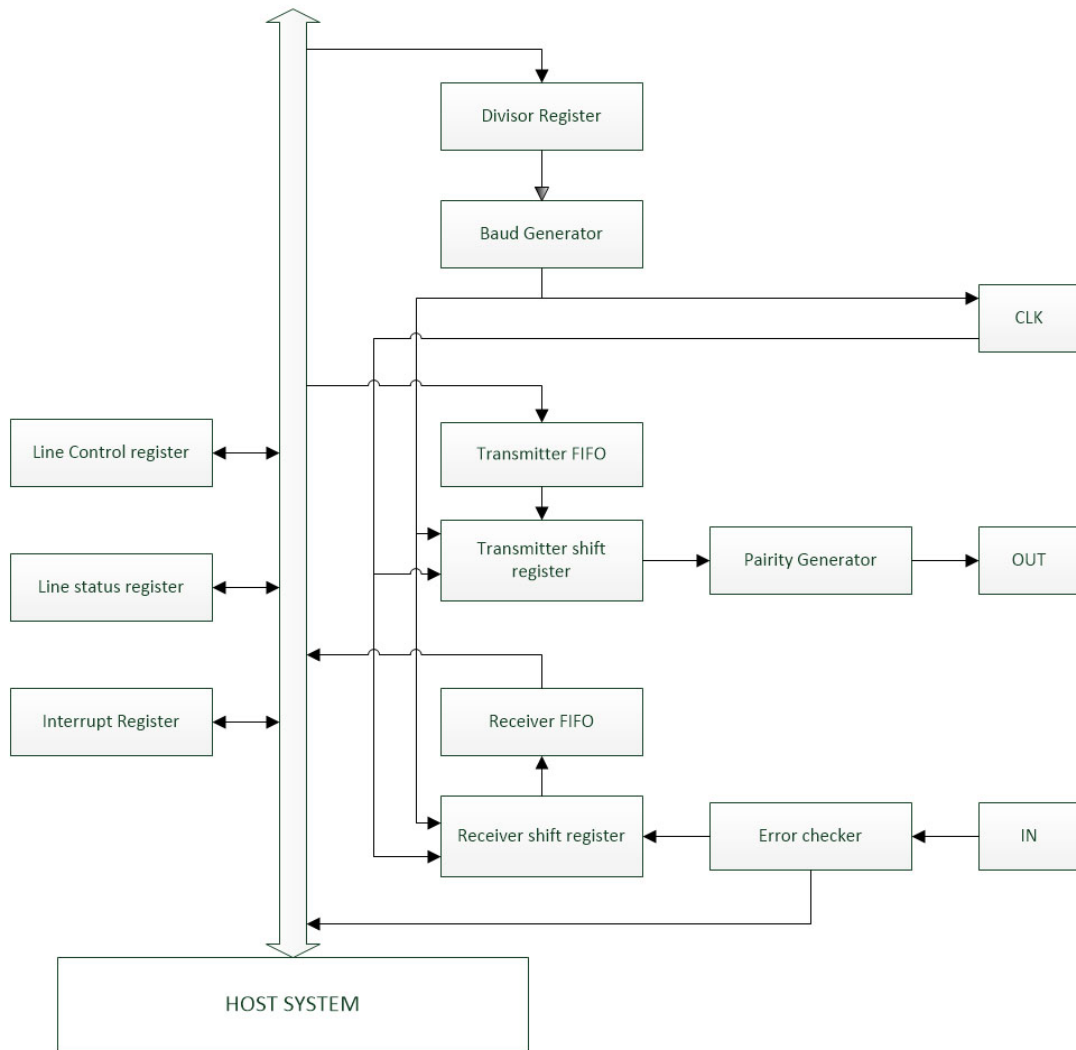 Divisor Register
Baud Generator
CLK
Line Control register
Transmitter FIFO
Line status register
Transmitter shift
register
Pairity Generator
OUT
Interrupt Register
Receiver FIFO
Receiver shift register
Error checker
IN
HOST SYSTEM